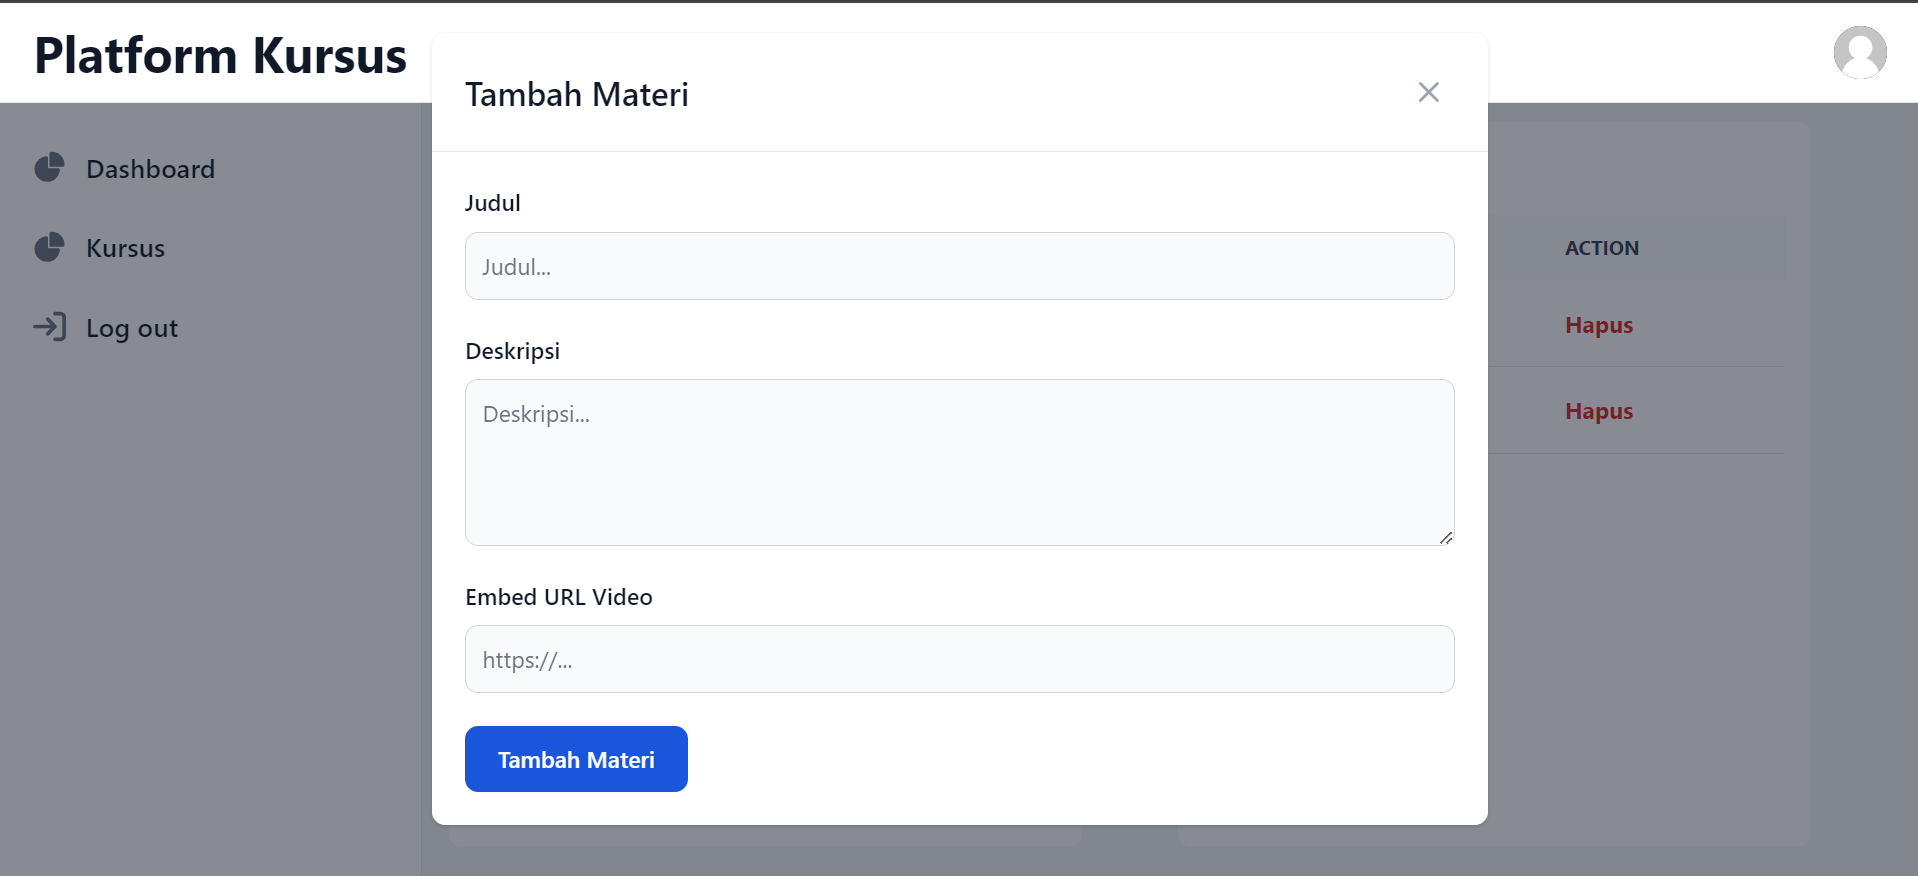 Platform Kursus
Dashboard
Kursus
Log out
Tambah Materi
Judul
Judul...
Deskripsi
Deskripsi...
Embed URL Video
https://...
Tambah Materi
ACTION
Hapus
Hapus